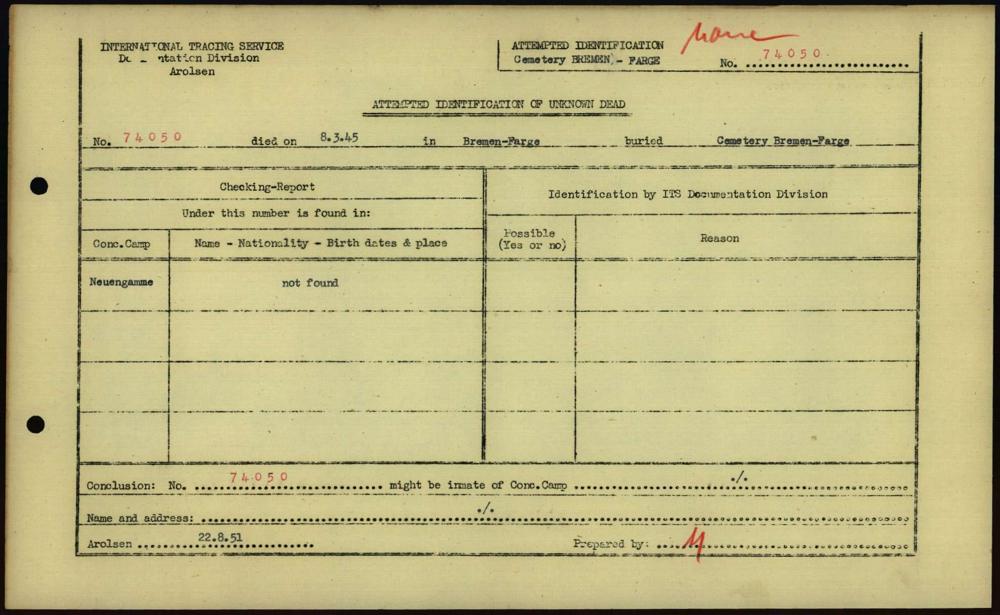 INTERNATIONAL TRACING SERVICE
Division
Arolsen
ATTEMPTED IDENTIFICATION
Cemetery BREMEN - FARGE
No. 74050
ATTEMPTED IDENTIFICATION OF UNKNOWN DEAD
No. 74050 died on 8.3.45 in Bremen-Farge buried Cemetery Bremen-Farge
Checking-Report
Identification by ITS Documentation Division
Under this number is found in:
Possible
(Yes or no)
Reason
Conc.Camp Name - Nationality - Birth dates & place
Neuengamme not found
Conclusion: No. 74050 might be inmate of Conc.Camp ./.
Name and address: ./.
Arolsen 22.8.51 Prepared by: